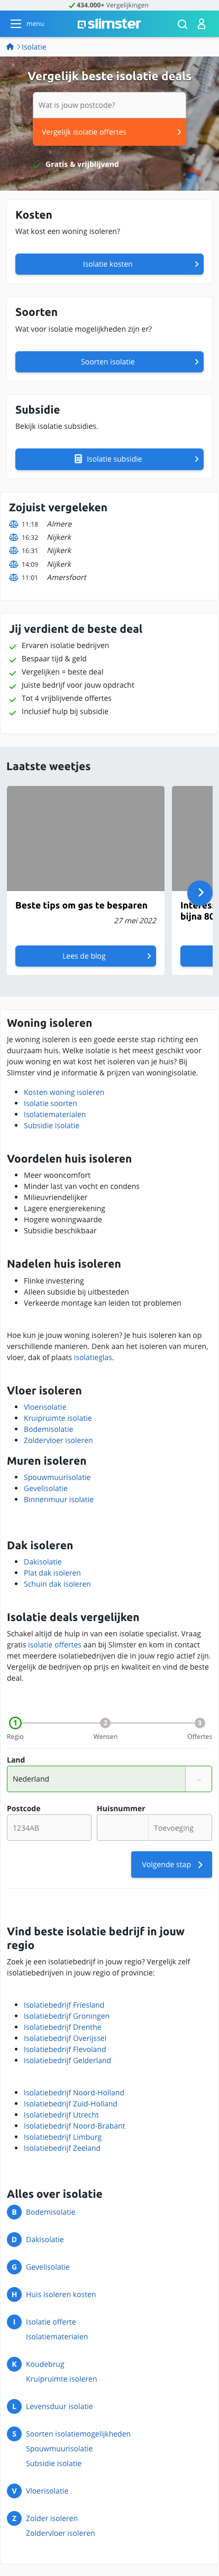 434.000+ Vergelijkingen
menu
slimster
Isolatie
Vergelijk beste isolatie deals
Wat is jouw postcode?
Vergelijk isolatie offertes
Gratis & vrijblijvend
Kosten
Wat kost een woning isoleren?
Isolatie kosten
Soorten
Wat voor isolatie mogelijkheden zijn er?
Soorten isolatie
Subsidie
Bekijk isolatie subsidies.
Isolatie subsidie
Zojuist vergeleken
11:18 Almere
16:32 Nijkerk
16:31 Nijkerk
14:09 Nijkerk
11:01 Amersfoort
Jij verdient de beste deal
Ervaren isolatie bedrijven
Bespaar tijd & geld
Vergelijken = beste deal
Juiste bedrijf voor jouw opdracht
Tot 4 vrijblijvende offertes
Inclusief hulp bij subsidie
Laatste weetjes
Beste tips om gas te besparen
27 mei 2022
Lees de blog
bijna 80
Woning isoleren
Je woning isoleren is een goede eerste stap richting een
duurzaam huis. Welke isolatie is het meest geschikt voor
jouw woning en wat kost het isoleren van je huis? Bij
Slimster vind je informatie & prijzen van woningisolatie.
Kosten woning isoleren
Isolatie soorten
Isolatiematerialen
Subsidie isolatie
Voordelen huis isoleren
Meer wooncomfort
Minder last van vocht en condens
Milieuvriendelijker
Lagere energierekening
Hogere woningwaarde
Subsidie beschikbaar
Nadelen huis isoleren
Flinke investering
Alleen subsidie bij uitbesteden
Verkeerde montage kan leiden tot problemen
Hoe kun je jouw woning isoleren? Je huis isoleren kan op
verschillende manieren. Denk aan het isoleren van muren,
vloer, dak of plaats isolatieglas.
Vloer isoleren
Vloerisolatie
Kruipruimte isolatie
Bodemisolatie
Zoldervloer isoleren
Muren isoleren
Spouwmuurisolatie
Gevelisolatie
Binnenmuur isolatie
Dak isoleren
Dakisolatie
Plat dak isoleren
Schuin dak isoleren
Isolatie deals vergelijken
Schakel altijd de hulp in van een isolatie specialist. Vraag
gratis isolatie offertes aan bij Slimster en kom in contact
met meerdere isolatiebedrijven die in jouw regio actief zijn.
Vergelijk de bedrijven op prijs en kwaliteit en vind de beste
deal.
1 2 3
Regio Wensen Offertes
Land
Nederland
Postcode Huisnummer
1234AB Toevoeging
Volgende stap
Vind beste isolatie bedrijf in jouw
regio
Zoek je een isolatiebedrijf in jouw regio? Vergelijk zelf
isolatiebedrijven in jouw regio of provincie:
Isolatiebedrijf Friesland
Isolatiebedrijf Groningen
Isolatiebedrijf Drenthe
Isolatiebedrijf Overijssel
Isolatiebedrijf Flevoland
Isolatiebedrijf Gelderland
Isolatiebedrijf Noord-Holland
Isolatiebedrijf Zuid-Holland
Isolatiebedrijf Utrecht
Isolatiebedrijf Noord-Brabant
Isolatiebedrijf Limburg
Isolatiebedrijf Zeeland
Alles over isolatie
B Bodemisolatie
D Dakisolatie
G Gevelisolatie
H Huis isoleren kosten
I Isolatie offerte
Isolatiematerialen
K Koudebrug
Kruipruimte isoleren
L Levensduur isolatie
S Soorten isolatiemogelijkheden
Spouwmuurisolatie
Subsidie isolatie
V Vloerisolatie
Z Zolder isoleren
Zoldervloer isoleren